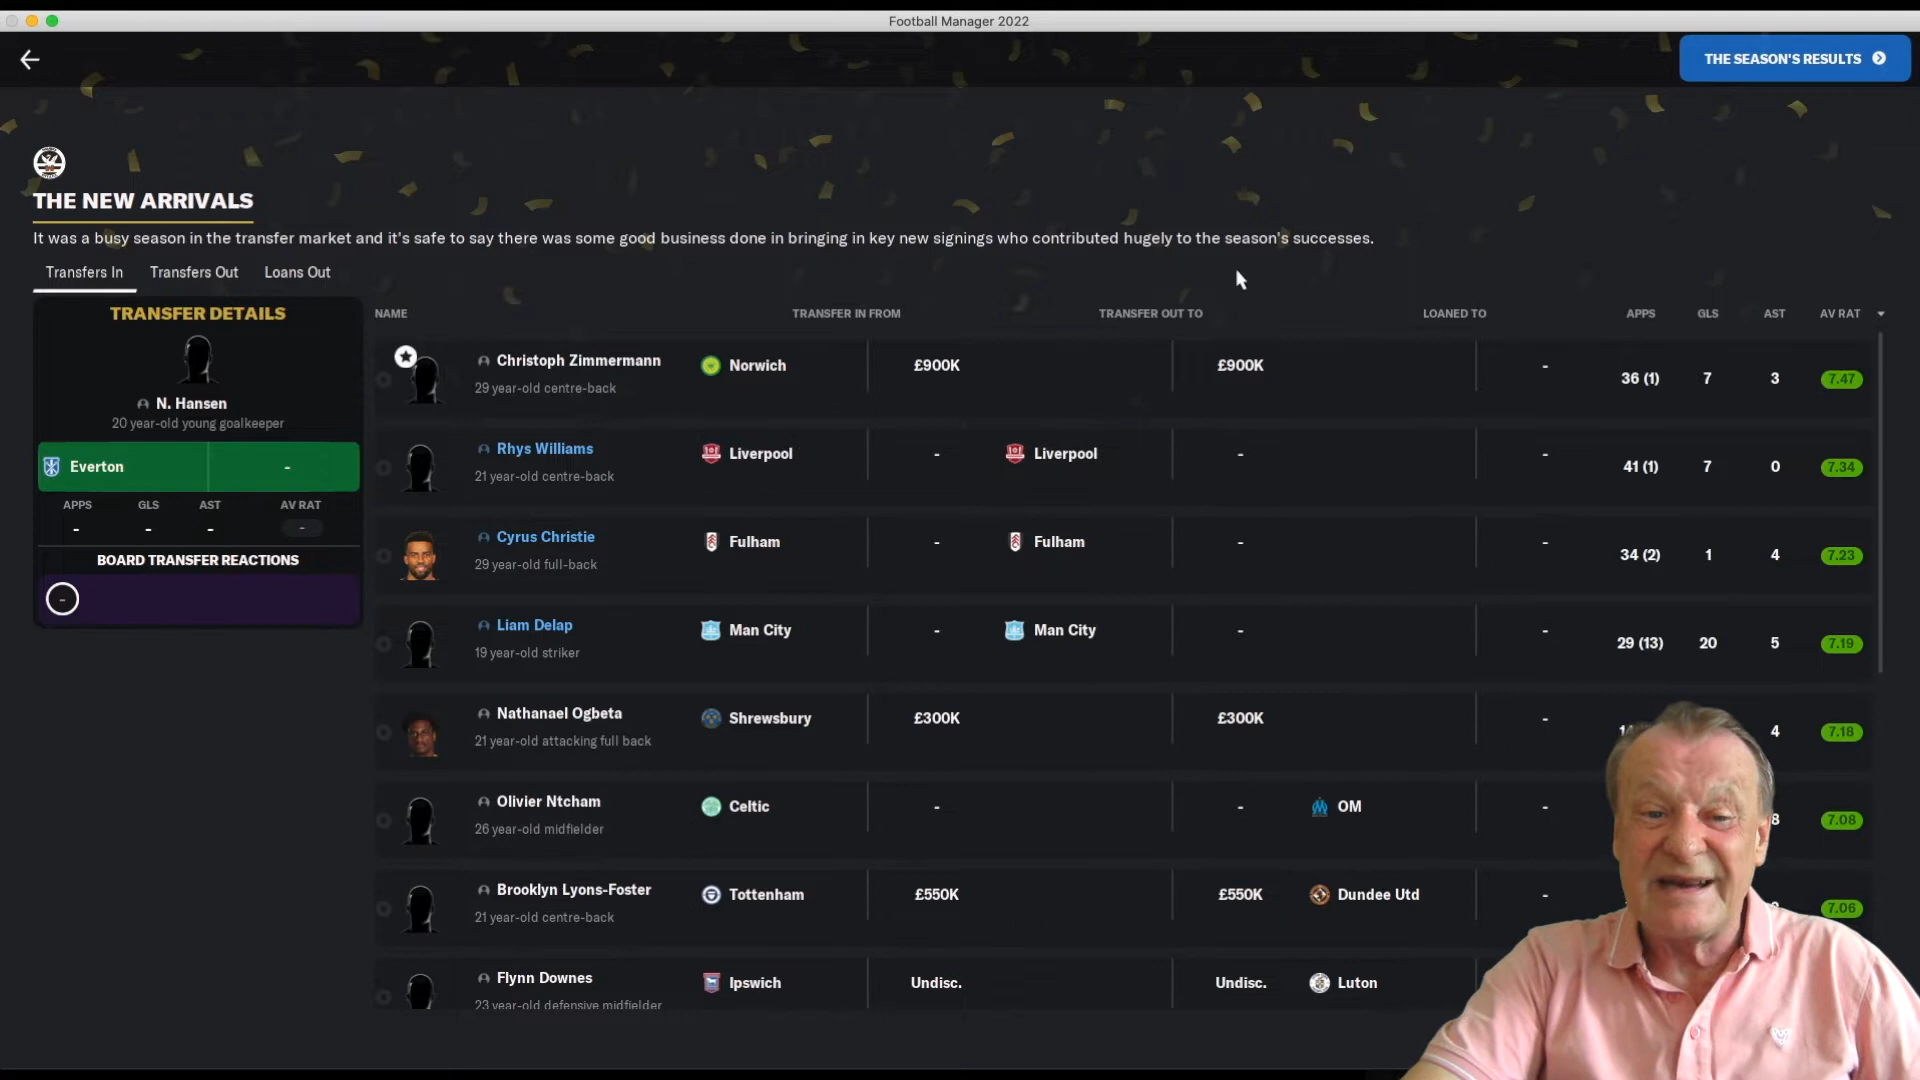 Football Manager 2022
THE SEASON'S RESULTS
THE NEW ARRIVALS
It was a busy season in the transfer market and it's safe to say there was some good business done in bringing in key new signings who contributed hugely to the season's successes.
Transfers In Transfers Out Loans Out
TRANSFER DETAILS
N. Hansen
20 year-old young goalkeeper
Everton -
APPS GLS AST AV RAT
- - - -
BOARD TRANSFER REACTIONS
-
NAME TRANSFER IN FROM TRANSFER OUT TO LOANED TO APPS GLS AST AV RAT
Christoph Zimmermann Norwich £900K £900K - 36 (1) 7 3 7.47
29 year-old centre-back
Rhys Williams Liverpool - Liverpool - - 41 (1) 7 0 7.34
21 year-old centre-back
Cyrus Christie Fulham - Fulham - - 34 (2) 1 4 7.23
29 year-old full-back
Liam Delap Man City - Man City - - 29 (13) 20 5 7.19
19 year-old striker
Nathanael Ogbeta Shrewsbury £300K £300K - 4 7.18
21 year-old attacking full back
Olivier Ntcham Celtic - - OM - 8 7.08
26 year-old midfielder
Brooklyn Lyons-Foster Tottenham £550K £550K Dundee Utd - 7.06
21 year-old centre-back
Flynn Downes Ipswich Undisc. Undisc. Luton
23 year-old defensive midfielder